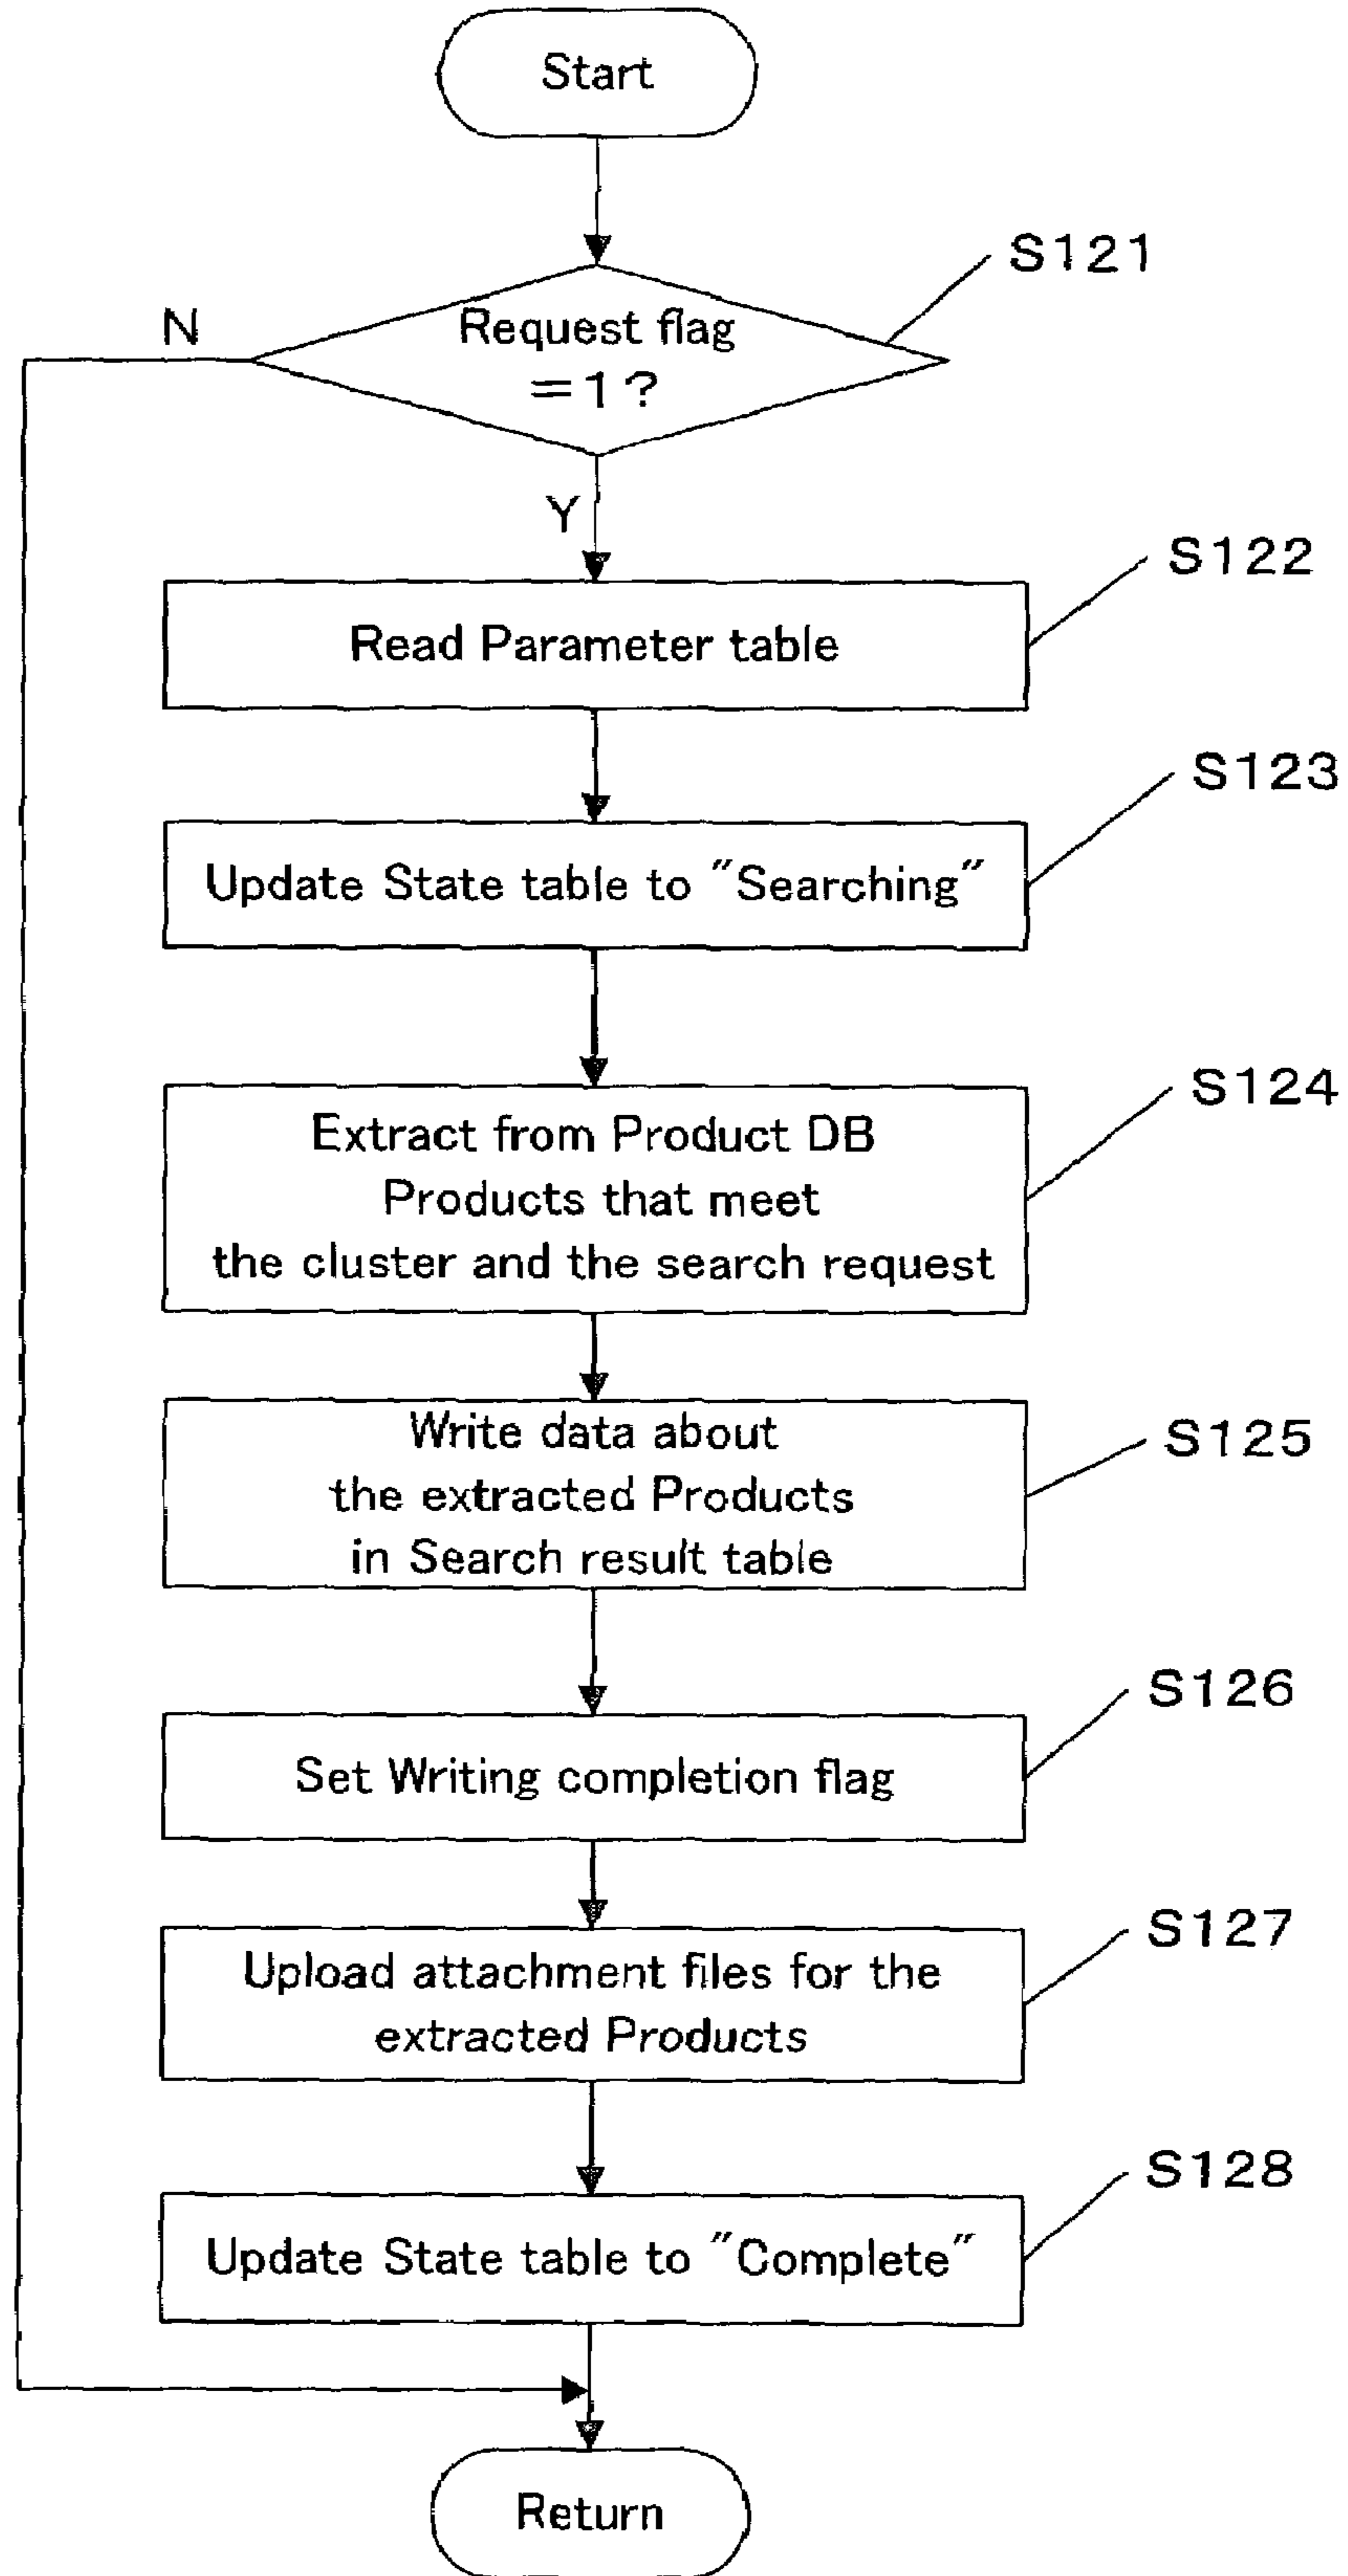 Start
S121
N
Request flag
=1?
Y
S122
Read Parameter table
S123
Update State table to "Searching"
S124
Extract from Product DB
Products that meet
the cluster and the search request
S125
Write data about
the extracted Products
in Search result table
S126
Set Writing completion flag
S127
Upload attachment files for the
extracted Products
S128
Update State table to "Complete"
Return